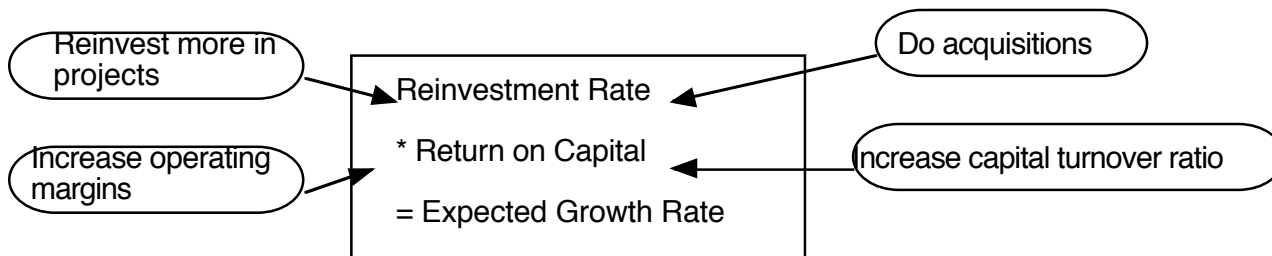 Reinvest more in
projects
Do acquisitions
Reinvestment Rate
* Return on Capital
= Expected Growth Rate
Increase operating
margins
Increase capital turnover ratio